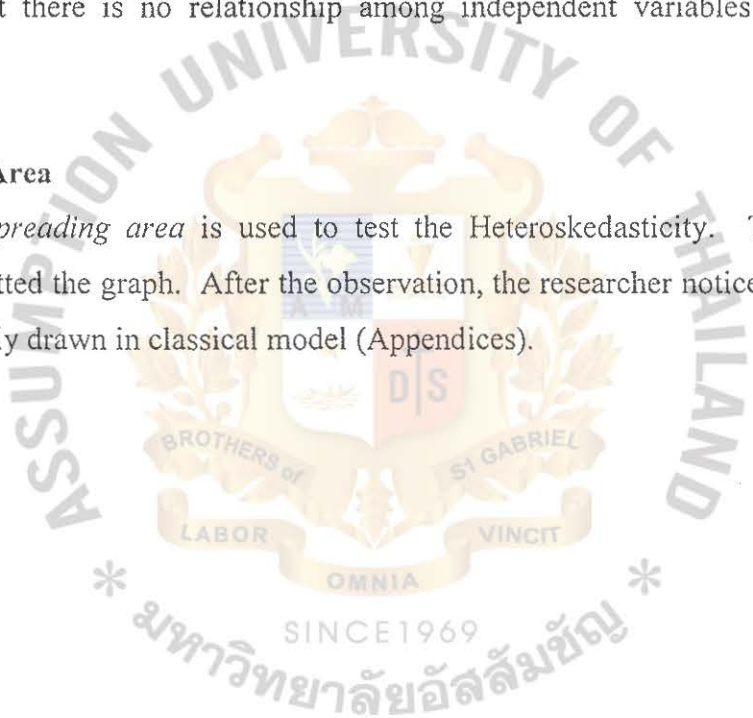 there is no relationship among independent variables
Area
preading area is used to test the Heteroskedasticity.
tted the graph. After the observation, the researcher notice
y drawn in classical model (Appendices).
ASSUMPTION UNIVERSITY OF THAILAND
A M
D S
BROTHERS of ST GABRIEL
LABOR VINCIT
OMNIA
* SINCE 1969 *
มหาวิทยาลัยอัสสัมชัญ